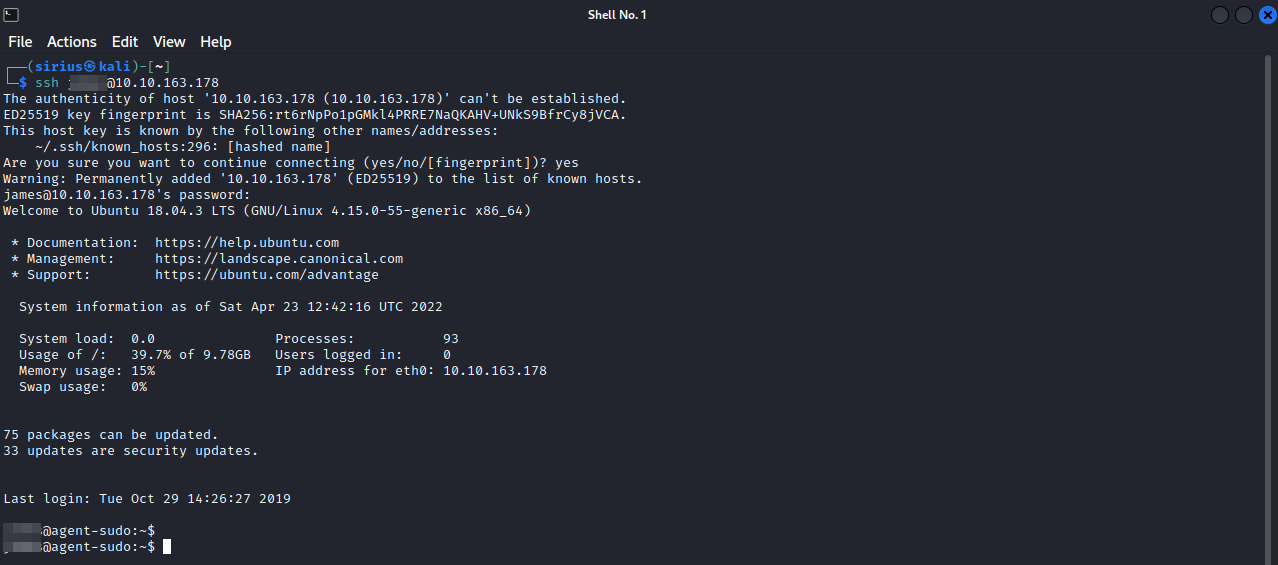 Shell No. 1
File Actions Edit View Help
┌──(sirius㉿kali)-[~]
└─$ ssh @10.10.163.178
The authenticity of host '10.10.163.178 (10.10.163.178)' can't be established.
ED25519 key fingerprint is SHA256:rt6rNpPo1pGMkl4PRRE7NaQKAHV+UNkS9BfrCy8jVCA.
This host key is known by the following other names/addresses:
    ~/.ssh/known_hosts:296: [hashed name]
Are you sure you want to continue connecting (yes/no/[fingerprint])? yes
Warning: Permanently added '10.10.163.178' (ED25519) to the list of known hosts.
james@10.10.163.178's password:
Welcome to Ubuntu 18.04.3 LTS (GNU/Linux 4.15.0-55-generic x86_64)
 * Documentation:  https://help.ubuntu.com
 * Management:     https://landscape.canonical.com
 * Support:        https://ubuntu.com/advantage
  System information as of Sat Apr 23 12:42:16 UTC 2022
  System load:  0.0               Processes:           93
  Usage of /:   39.7% of 9.78GB   Users logged in:     0
  Memory usage: 15%               IP address for eth0: 10.10.163.178
  Swap usage:   0%
75 packages can be updated.
33 updates are security updates.
Last login: Tue Oct 29 14:26:27 2019
@agent-sudo:~$
@agent-sudo:~$